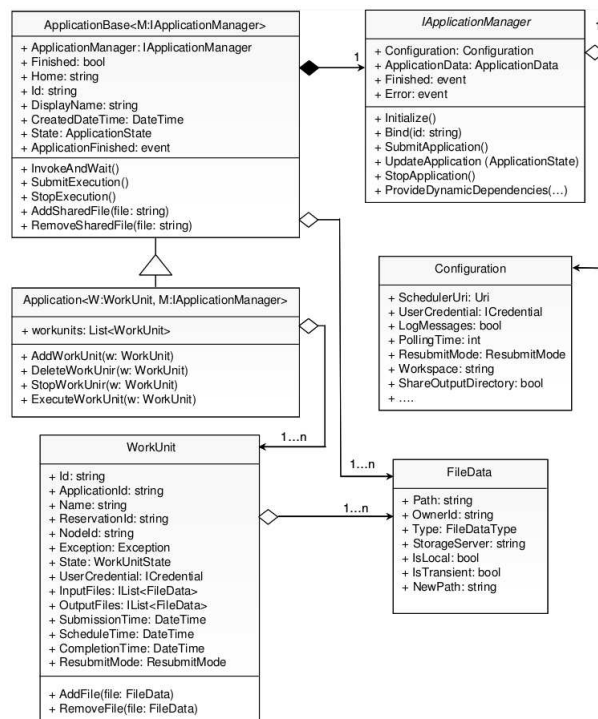 ApplicationBase<M:IApplicationManager>
+ ApplicationManager: IApplicationManager
+ Finished: bool
+ Home: string
+ Id: string
+ DisplayName: string
+ CreatedDateTime: DateTime
+ State: ApplicationState
+ ApplicationFinished: event
+ InvokeAndWait()
+ SubmitExecution()
+ StopExecution()
+ AddSharedFile(file: string)
+ RemoveSharedFile(file: string)
1
IApplicationManager
+ Configuration: Configuration
+ ApplicationData: ApplicationData
+ Finished: event
+ Error: event
+ Initialize()
+ Bind(id: string)
+ SubmitApplication()
+ UpdateApplication (ApplicationState)
+ StopApplication()
+ ProvideDynamicDependencies(...)
1
Application<W:WorkUnit, M:IApplicationManager>
+ workunits: List<WorkUnit>
+ AddWorkUnit(w: WorkUnit)
+ DeleteWorkUnir(w: WorkUnit)
+ StopWorkUnir(w: WorkUnit)
+ ExecuteWorkUnit(w: WorkUnit)
Configuration
+ SchedulerUri: Uri
+ UserCredential: ICredential
+ LogMessages: bool
+ PollingTime: int
+ ResubmitMode: ResubmitMode
+ Workspace: string
+ ShareOutputDirectory: bool
+ ....
1...n
WorkUnit
+ Id: string
+ ApplicationId: string
+ Name: string
+ ReservationId: string
+ NodeId: string
+ Exception: Exception
+ State: WorkUnitState
+ UserCredential: ICredential
+ InputFiles: IList<FileData>
+ OutputFiles: IList<FileData>
+ SubmissionTime: DateTime
+ ScheduleTime: DateTime
+ CompletionTime: DateTime
+ ResubmitMode: ResubmitMode
+ AddFile(file: FileData)
+ RemoveFile(file: FileData)
1...n
1...n
FileData
+ Path: string
+ OwnerId: string
+ Type: FileDataType
+ StorageServer: string
+ IsLocal: bool
+ IsTransient: bool
+ NewPath: string